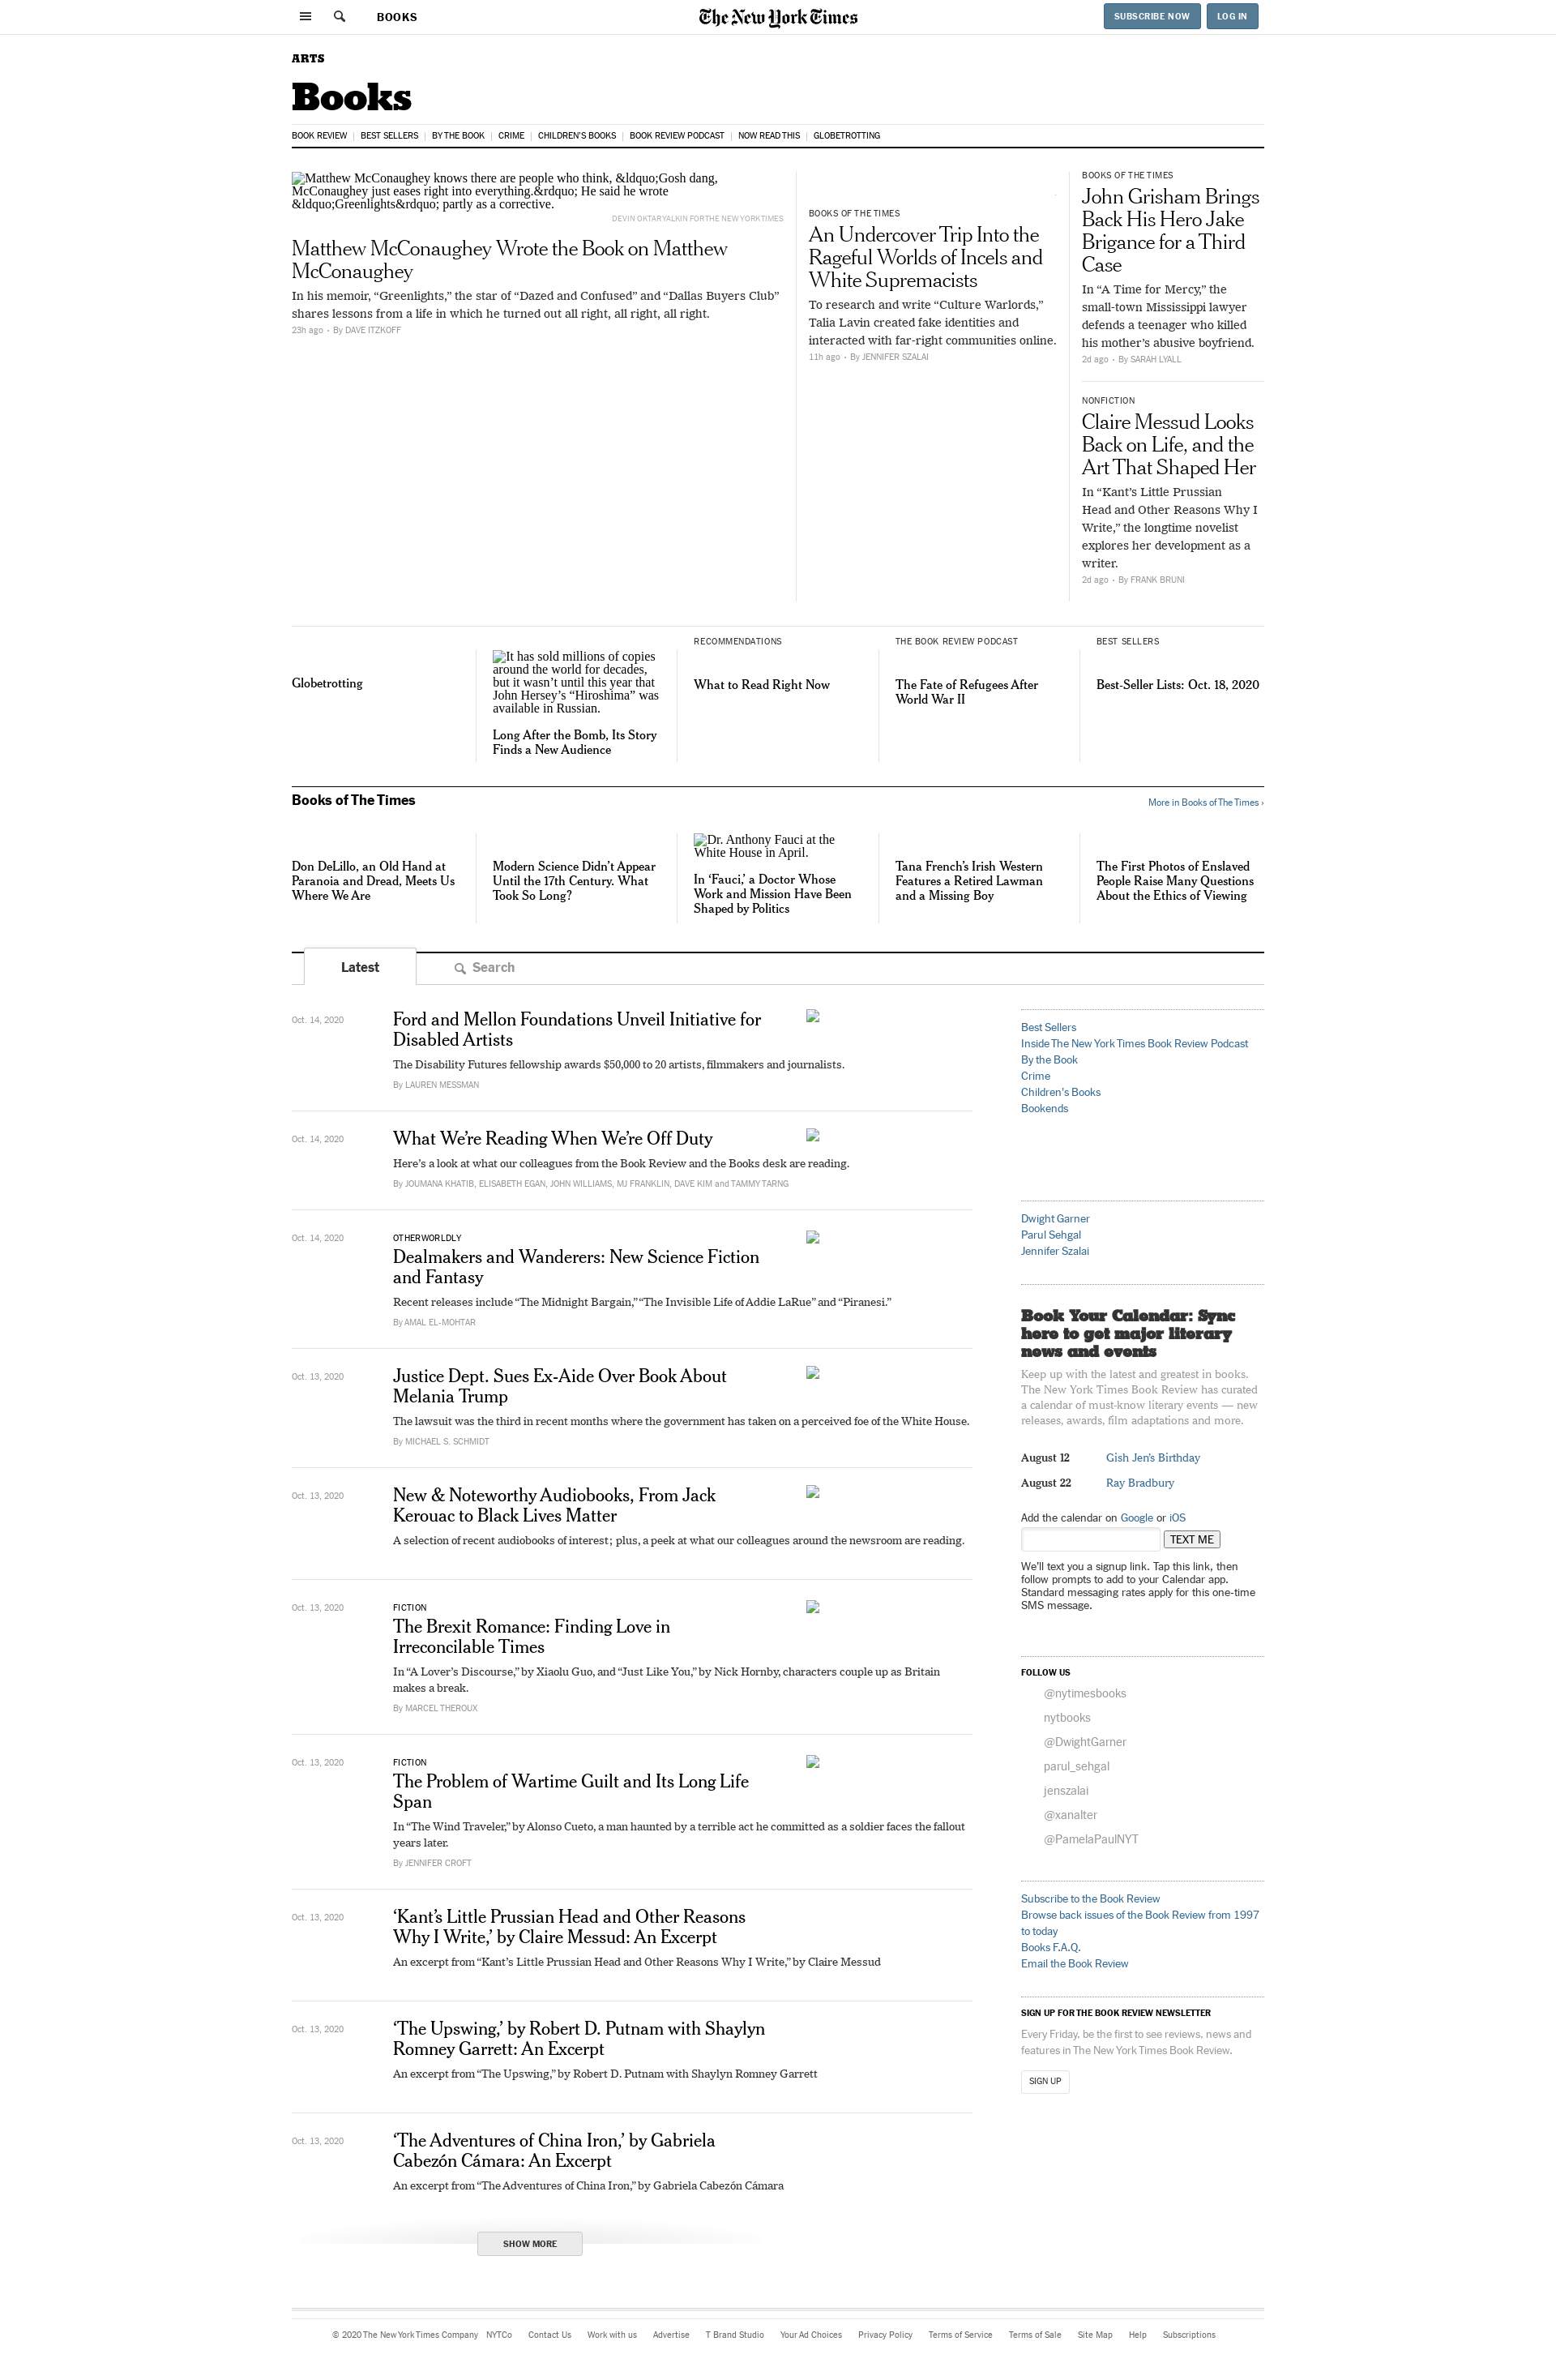 BOOKS
The New York Times
SUBSCRIBE NOW
LOG IN
ARTS
Books
BOOK REVIEW
BEST SELLERS
BY THE BOOK
CRIME
CHILDREN'S BOOKS
BOOK REVIEW PODCAST
NOW READ THIS
GLOBETROTTING
Matthew McConaughey knows there are people who think, &ldquo;Gosh dang,
McConaughey just eases right into everything.&rdquo; He said he wrote
&ldquo;Greenlights&rdquo; partly as a corrective.
DEVIN OKTAR YALKIN FOR THE NEW YORK TIMES
Matthew McConaughey Wrote the Book on Matthew
McConaughey
In his memoir, “Greenlights,” the star of “Dazed and Confused” and “Dallas Buyers Club”
shares lessons from a life in which he turned out all right, all right, all right.
23h ago • By DAVE ITZKOFF
BOOKS OF THE TIMES
An Undercover Trip Into the
Rageful Worlds of Incels and
White Supremacists
To research and write “Culture Warlords,”
Talia Lavin created fake identities and
interacted with far-right communities online.
11h ago • By JENNIFER SZALAI
BOOKS OF THE TIMES
John Grisham Brings
Back His Hero Jake
Brigance for a Third
Case
In “A Time for Mercy,” the
small-town Mississippi lawyer
defends a teenager who killed
his mother’s abusive boyfriend.
2d ago • By SARAH LYALL
NONFICTION
Claire Messud Looks
Back on Life, and the
Art That Shaped Her
In “Kant’s Little Prussian
Head and Other Reasons Why I
Write,” the longtime novelist
explores her development as a
writer.
2d ago • By FRANK BRUNI
Globetrotting
It has sold millions of copies
around the world for decades,
but it wasn’t until this year that
John Hersey’s “Hiroshima” was
available in Russian.
Long After the Bomb, Its Story
Finds a New Audience
RECOMMENDATIONS
What to Read Right Now
THE BOOK REVIEW PODCAST
The Fate of Refugees After
World War II
BEST SELLERS
Best-Seller Lists: Oct. 18, 2020
Books of The Times
More in Books of The Times ›
Don DeLillo, an Old Hand at
Paranoia and Dread, Meets Us
Where We Are
Modern Science Didn’t Appear
Until the 17th Century. What
Took So Long?
Dr. Anthony Fauci at the
White House in April.
In ‘Fauci,’ a Doctor Whose
Work and Mission Have Been
Shaped by Politics
Tana French’s Irish Western
Features a Retired Lawman
and a Missing Boy
The First Photos of Enslaved
People Raise Many Questions
About the Ethics of Viewing
Latest
Search
Oct. 14, 2020
Ford and Mellon Foundations Unveil Initiative for
Disabled Artists
The Disability Futures fellowship awards $50,000 to 20 artists, filmmakers and journalists.
By LAUREN MESSMAN
Oct. 14, 2020
What We’re Reading When We’re Off Duty
Here’s a look at what our colleagues from the Book Review and the Books desk are reading.
By JOUMANA KHATIB, ELISABETH EGAN, JOHN WILLIAMS, MJ FRANKLIN, DAVE KIM and TAMMY TARNG
Oct. 14, 2020
OTHERWORLDLY
Dealmakers and Wanderers: New Science Fiction
and Fantasy
Recent releases include “The Midnight Bargain,” “The Invisible Life of Addie LaRue” and “Piranesi.”
By AMAL EL-MOHTAR
Oct. 13, 2020
Justice Dept. Sues Ex-Aide Over Book About
Melania Trump
The lawsuit was the third in recent months where the government has taken on a perceived foe of the White House.
By MICHAEL S. SCHMIDT
Oct. 13, 2020
New & Noteworthy Audiobooks, From Jack
Kerouac to Black Lives Matter
A selection of recent audiobooks of interest; plus, a peek at what our colleagues around the newsroom are reading.
Oct. 13, 2020
FICTION
The Brexit Romance: Finding Love in
Irreconcilable Times
In “A Lover’s Discourse,” by Xiaolu Guo, and “Just Like You,” by Nick Hornby, characters couple up as Britain
makes a break.
By MARCEL THEROUX
Oct. 13, 2020
FICTION
The Problem of Wartime Guilt and Its Long Life
Span
In “The Wind Traveler,” by Alonso Cueto, a man haunted by a terrible act he committed as a soldier faces the fallout
years later.
By JENNIFER CROFT
Oct. 13, 2020
‘Kant’s Little Prussian Head and Other Reasons
Why I Write,’ by Claire Messud: An Excerpt
An excerpt from “Kant’s Little Prussian Head and Other Reasons Why I Write,” by Claire Messud
Oct. 13, 2020
‘The Upswing,’ by Robert D. Putnam with Shaylyn
Romney Garrett: An Excerpt
An excerpt from “The Upswing,” by Robert D. Putnam with Shaylyn Romney Garrett
Oct. 13, 2020
‘The Adventures of China Iron,’ by Gabriela
Cabezón Cámara: An Excerpt
An excerpt from “The Adventures of China Iron,” by Gabriela Cabezón Cámara
SHOW MORE
Best Sellers
Inside The New York Times Book Review Podcast
By the Book
Crime
Children's Books
Bookends
Dwight Garner
Parul Sehgal
Jennifer Szalai
Book Your Calendar: Sync
here to get major literary
news and events
Keep up with the latest and greatest in books.
The New York Times Book Review has curated
a calendar of must-know literary events — new
releases, awards, film adaptations and more.
August 12
Gish Jen's Birthday
August 22
Ray Bradbury
Add the calendar on Google or iOS
TEXT ME
We’ll text you a signup link. Tap this link, then
follow prompts to add to your Calendar app.
Standard messaging rates apply for this one-time
SMS message.
FOLLOW US
@nytimesbooks
nytbooks
@DwightGarner
parul_sehgal
jenszalai
@xanalter
@PamelaPaulNYT
Subscribe to the Book Review
Browse back issues of the Book Review from 1997
to today
Books F.A.Q.
Email the Book Review
SIGN UP FOR THE BOOK REVIEW NEWSLETTER
Every Friday, be the first to see reviews, news and
features in The New York Times Book Review.
SIGN UP
© 2020 The New York Times Company
NYTCo
Contact Us
Work with us
Advertise
T Brand Studio
Your Ad Choices
Privacy Policy
Terms of Service
Terms of Sale
Site Map
Help
Subscriptions